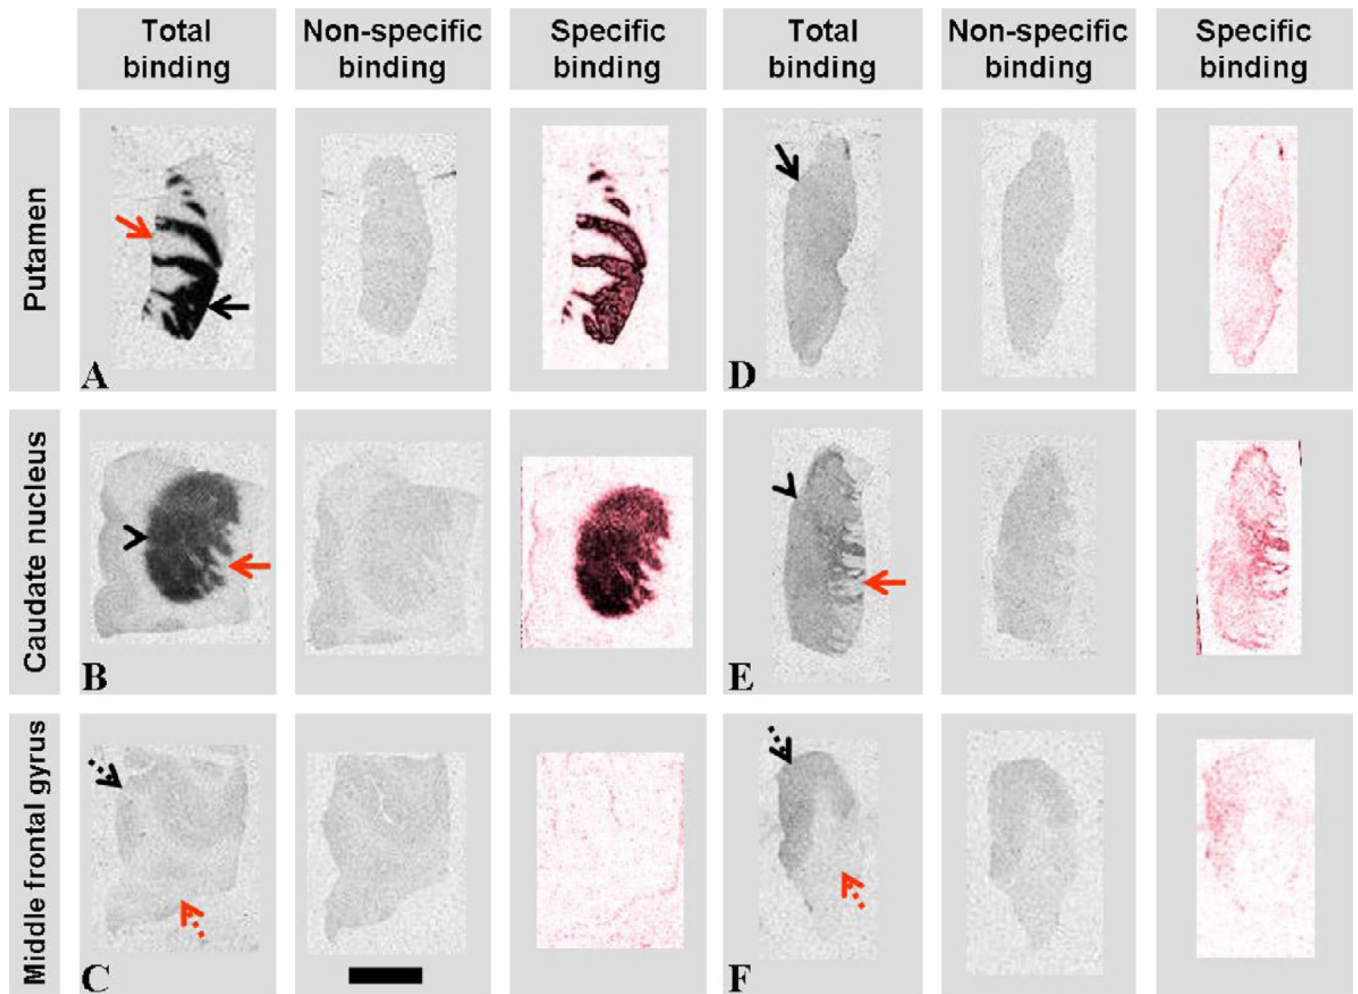 Total
binding
Non-specific
binding
Specific
binding
Total
binding
Non-specific
binding
Specific
binding
Putamen
A
D
Caudate nucleus
B
E
Middle frontal gyrus
C
F